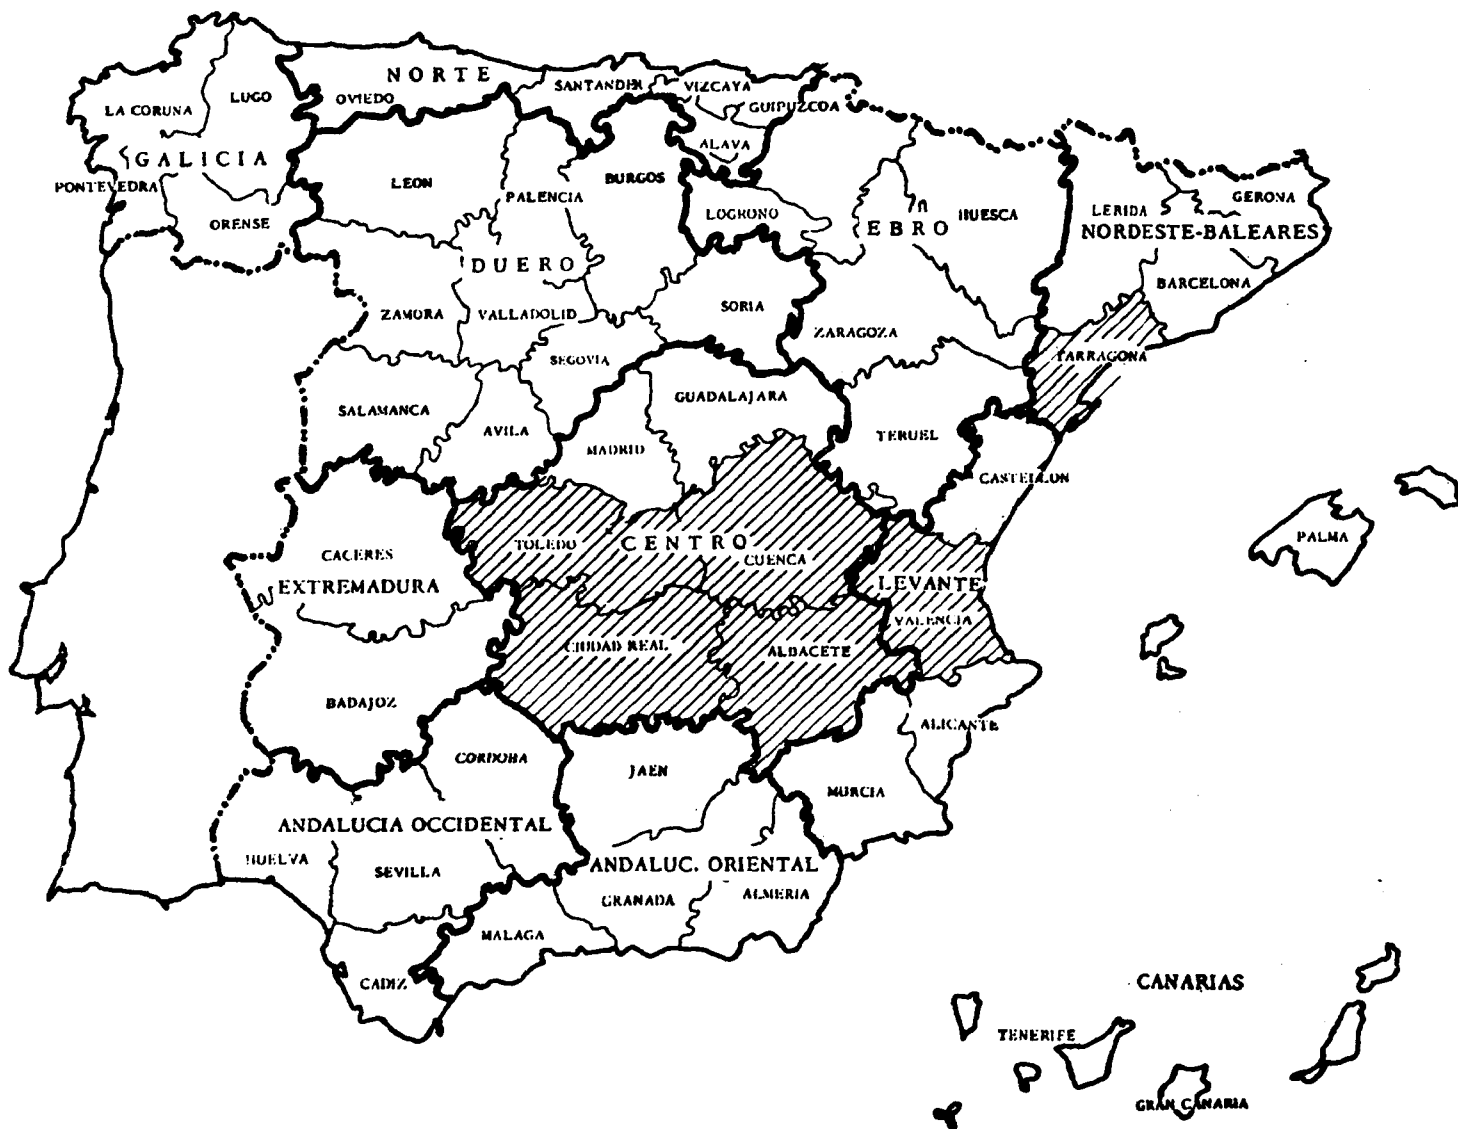 NORTE
OVIEDO
SANTANDER
VIZCAYA
GUIPUZCOA
LA CORUNA
LUGO
ALAVA
GALICIA
PONTEVEDRA
ORENSE
LEON
PALENCIA
BURGOS
LOGRONO
EBRO
HUESCA
LERIDA
GERONA
NORDESTE-BALEARES
BARCELONA
DUERO
ZAMORA
VALLADOLID
SORIA
ZARAGOZA
TARRAGONA
SEGOVIA
SALAMANCA
AVILA
MADRID
GUADALAJARA
TERUEL
CASTELLON
PALMA
TOLEDO
CENTRO
CUENCA
CACERES
EXTREMADURA
LEVANTE
VALENCIA
CIUDAD REAL
ALBACETE
BADAJOZ
ALICANTE
CORDOBA
JAEN
MURCIA
ANDALUCIA OCCIDENTAL
HUELVA
SEVILLA
ANDALUC. ORIENTAL
GRANADA
ALMERIA
MALAGA
CADIZ
CANARIAS
TENERIFE
GRAN CANARIA